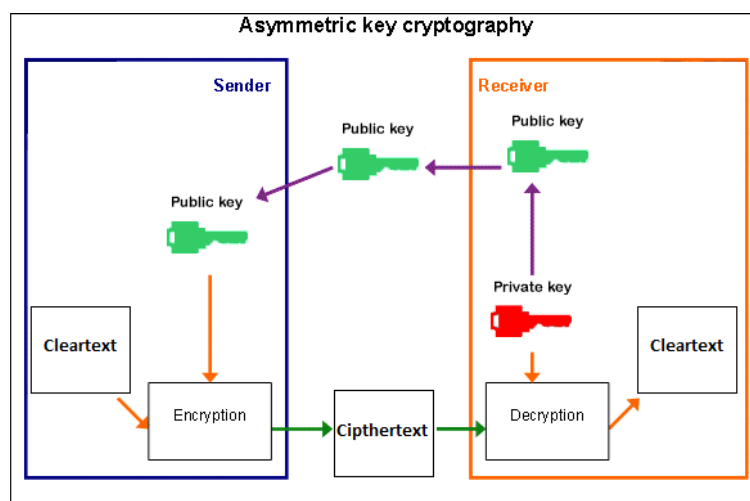 Asymmetric key cryptography
Sender
Receiver
Public key
Public key
Public key
Private key
Cleartext
Cleartext
Encryption
Cipthertext
Decryption